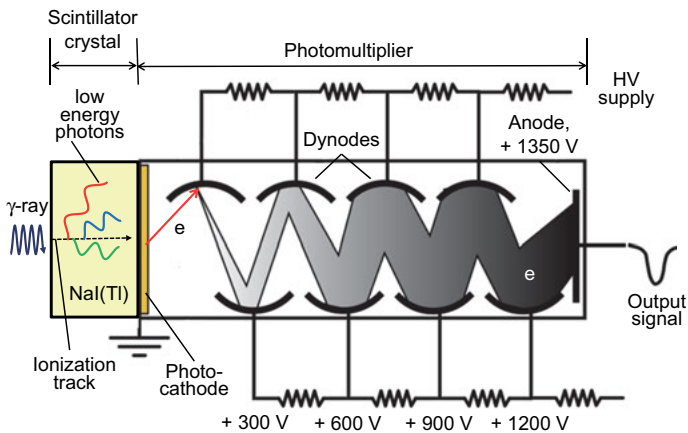 Scintillator
crystal
Photomultiplier
low
energy
photons
HV
supply
Dynodes
Anode,
+ 1350 V
γ-ray
e
e
NaI(Tl)
Output
signal
Ionization
track
Photo-
cathode
+ 300 V
+ 600 V
+ 900 V
+ 1200 V